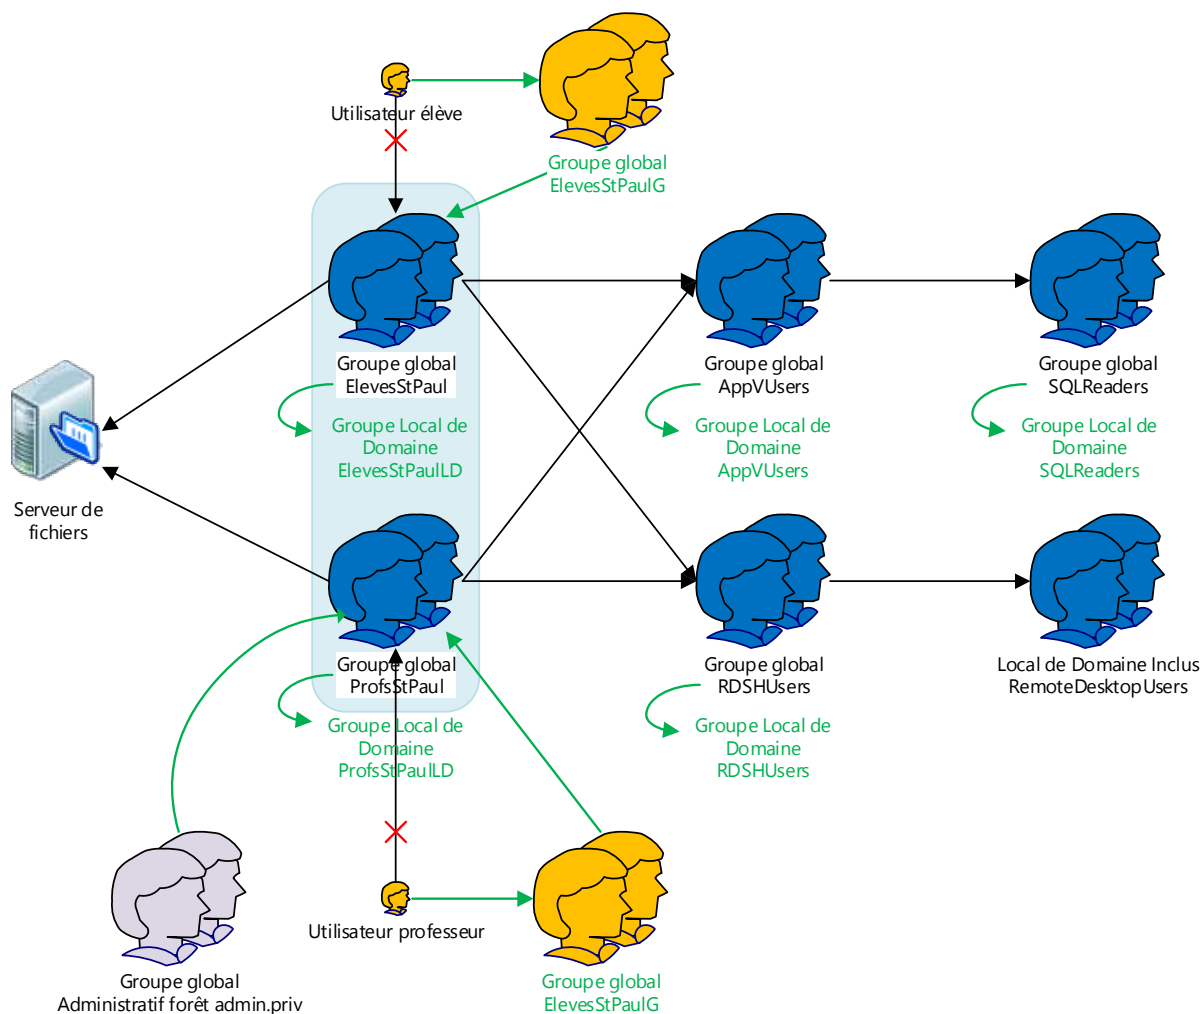 Utilisateur élève
Groupe global
ElevesStPaulG
Groupe global
ElevesStPaul
Groupe Local de
Domaine
ElevesStPaulLD
Groupe global
AppVUsers
Groupe Local de
Domaine
AppVUsers
Groupe global
SQLReaders
Groupe Local de
Domaine
SQLReaders
Serveur de
fichiers
Groupe global
ProfsStPaul
Groupe Local de
Domaine
ProfsStPaulLD
Groupe global
RDSHUsers
Groupe Local de
Domaine
RDSHUsers
Local de Domaine Inclus
RemoteDesktopUsers
Utilisateur professeur
Groupe global
Administratif forêt admin.priv
Groupe global
ElevesStPaulG